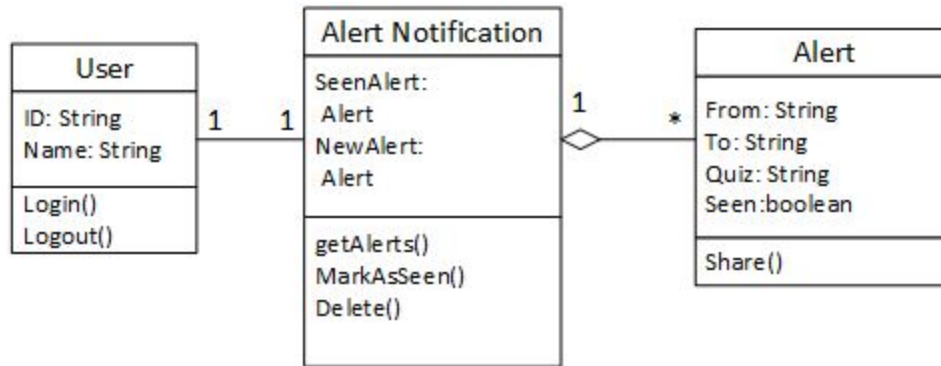 User
ID: String
Name: String
Login()
Logout()
1
1
Alert Notification
SeenAlert:
Alert
NewAlert:
Alert
getAlerts()
MarkAsSeen()
Delete()
1
*
Alert
From: String
To: String
Quiz: String
Seen:boolean
Share()